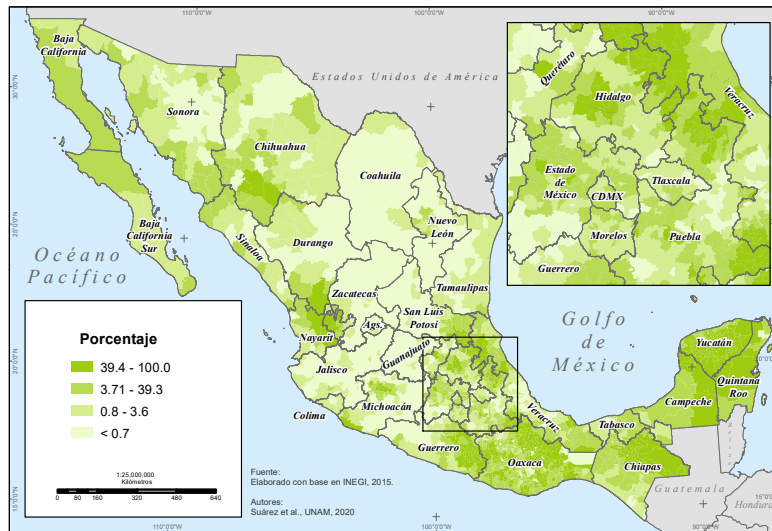 110°0'0"W
100°0'0"W
90°0'0"W
Baja
California
Estados Unidos de América
30°0'0"N
Sonora
Chihuahua
Coahuila
Nuevo
León
25°0'0"N
Baja
California
Sur
Océano
Pacífico
Sinaloa
Durango
Zacatecas
Tamaulipas
San Luis
Potosí
Ags.
Nayarit
Guanajuato
Jalisco
Colima
Michoacán
Guerrero
Oaxaca
Veracruz
Tabasco
Chiapas
Campeche
Yucatán
Quintana
Roo
Golfo
de
México
Belize
Guatemala
Honduras
Querétaro
Hidalgo
Veracruz
Estado
de
México
CDMX
Tlaxcala
Morelos
Puebla
Guerrero
Porcentaje
39.4 - 100.0
3.71 - 39.3
0.8 - 3.6
< 0.7
1:25,000,000
Kilómetros
0 80 160 320 480 640
Fuente:
Elaborado con base en INEGI, 2015.
Autores:
Suárez et al., UNAM, 2020
20°0'0"N
15°0'0"N
110°0'0"W
100°0'0"W
90°0'0"W